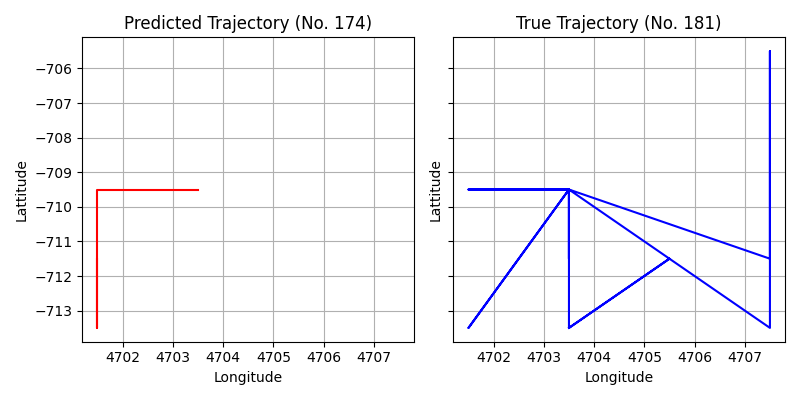 Predicted Trajectory (No. 174)
True Trajectory (No. 181)
−706
−707
−708
−709
−710
−711
−712
−713
Lattitude
Lattitude
4702 4703 4704 4705 4706 4707
4702 4703 4704 4705 4706 4707
Longitude
Longitude